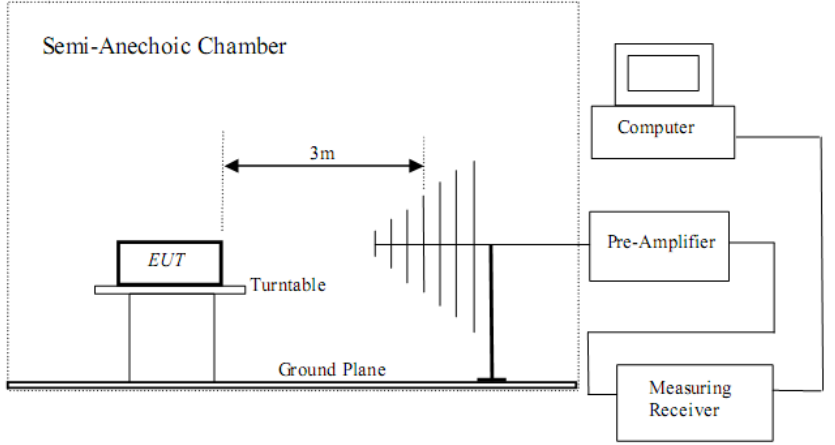 Semi-Anechoic Chamber
3m
EUT
Turntable
Ground Plane
Computer
Pre-Amplifier
Measuring
Receiver